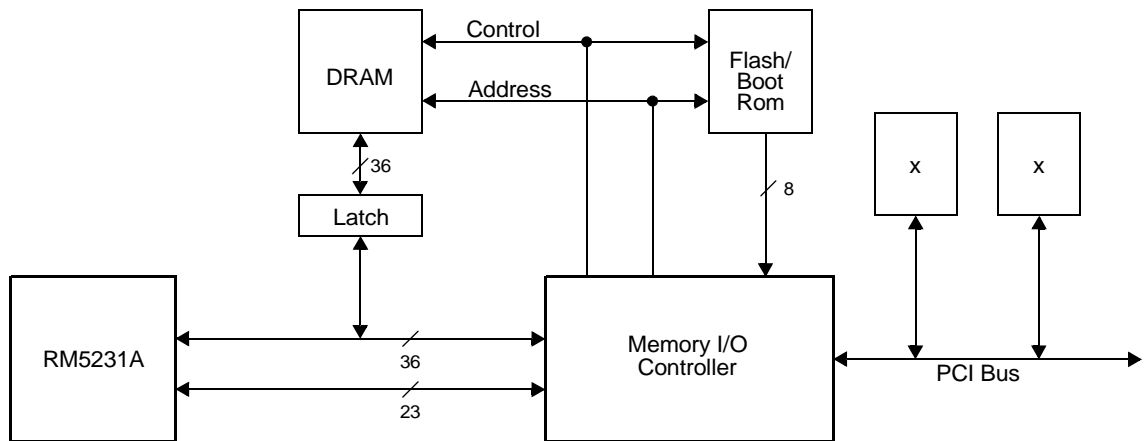 Control
DRAM
Flash/
Boot
Rom
Address
36
x
x
8
Latch
RM5231A
36
23
Memory I/O
Controller
PCI Bus